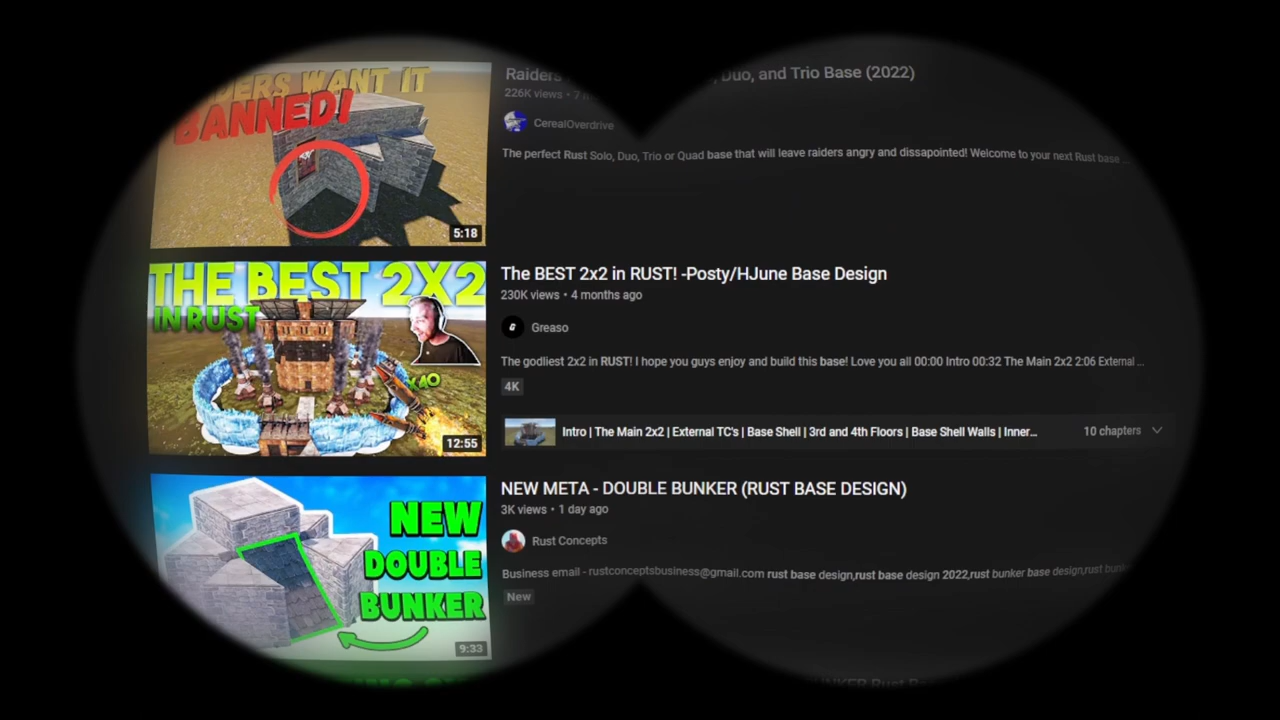 RAIDERS WANT IT
BANNED!
5:18
Raiders
, Duo, and Trio Base (2022)
226K views • 7
CerealOverdrive
The perfect Rust Solo, Duo, Trio or Quad base that will leave raiders angry and dissapointed! Welcome to your next Rust base ...
THE BEST 2X2
IN RUST
12:55
The BEST 2x2 in RUST! -Posty/HJune Base Design
230K views • 4 months ago
Greaso
The godliest 2x2 in RUST! I hope you guys enjoy and build this base! Love you all 00:00 Intro 00:32 The Main 2x2 2:06 External ...
4K
Intro | The Main 2x2 | External TC's | Base Shell | 3rd and 4th Floors | Base Shell Walls | Inner...
10 chapters
NEW
DOUBLE
BUNKER
9:33
NEW META - DOUBLE BUNKER (RUST BASE DESIGN)
3K views • 1 day ago
Rust Concepts
Business email - rustconceptsbusiness@gmail.com rust base design,rust base design 2022,rust bunker base design,rust
New